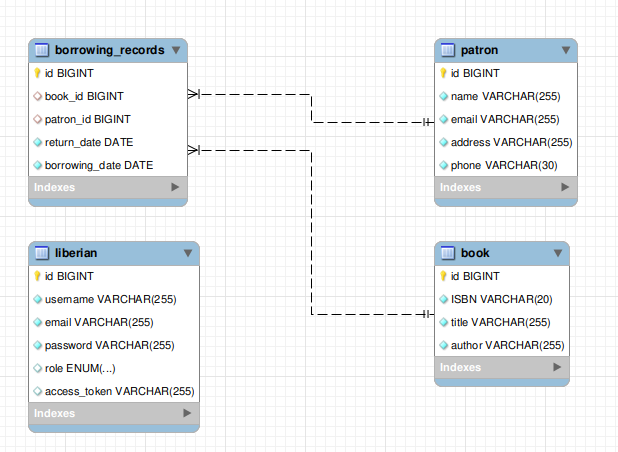 borrowing_records
id BIGINT
book_id BIGINT
patron_id BIGINT
return_date DATE
borrowing_date DATE
Indexes
patron
id BIGINT
name VARCHAR(255)
email VARCHAR(255)
address VARCHAR(255)
phone VARCHAR(30)
Indexes
liberian
id BIGINT
username VARCHAR(255)
email VARCHAR(255)
password VARCHAR(255)
role ENUM(...)
access_token VARCHAR(255)
Indexes
book
id BIGINT
ISBN VARCHAR(20)
title VARCHAR(255)
author VARCHAR(255)
Indexes